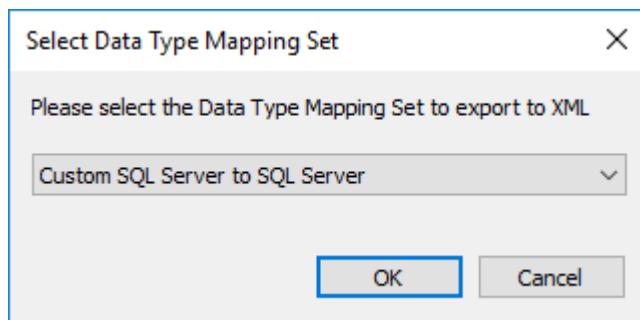 Select Data Type Mapping Set
Please select the Data Type Mapping Set to export to XML
Custom SQL Server to SQL Server
OK
Cancel